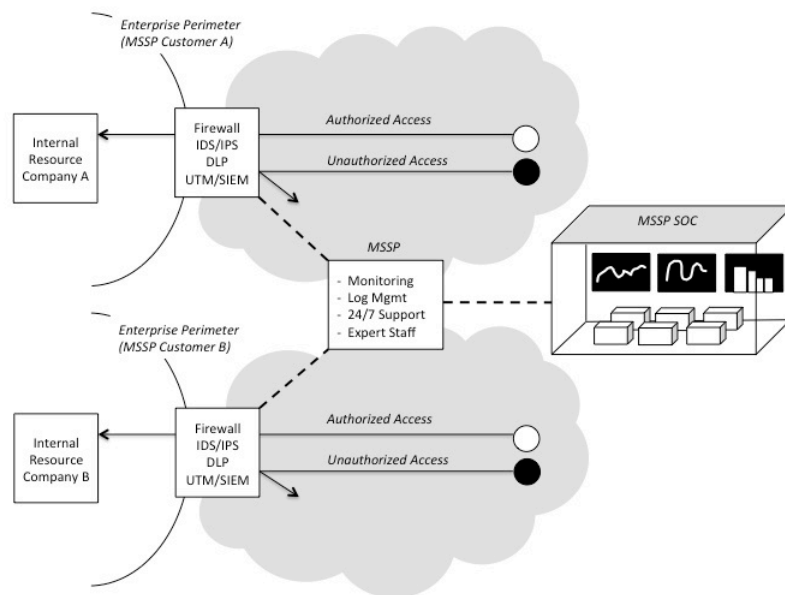 Enterprise Perimeter
(MSSP Customer A)
Internal
Resource
Company A
Firewall
IDS/IPS
DLP
UTM/SIEM
Authorized Access
Unauthorized Access
MSSP
- Monitoring
- Log Mgmt
- 24/7 Support
- Expert Staff
MSSP SOC
Enterprise Perimeter
(MSSP Customer B)
Internal
Resource
Company B
Firewall
IDS/IPS
DLP
UTM/SIEM
Authorized Access
Unauthorized Access